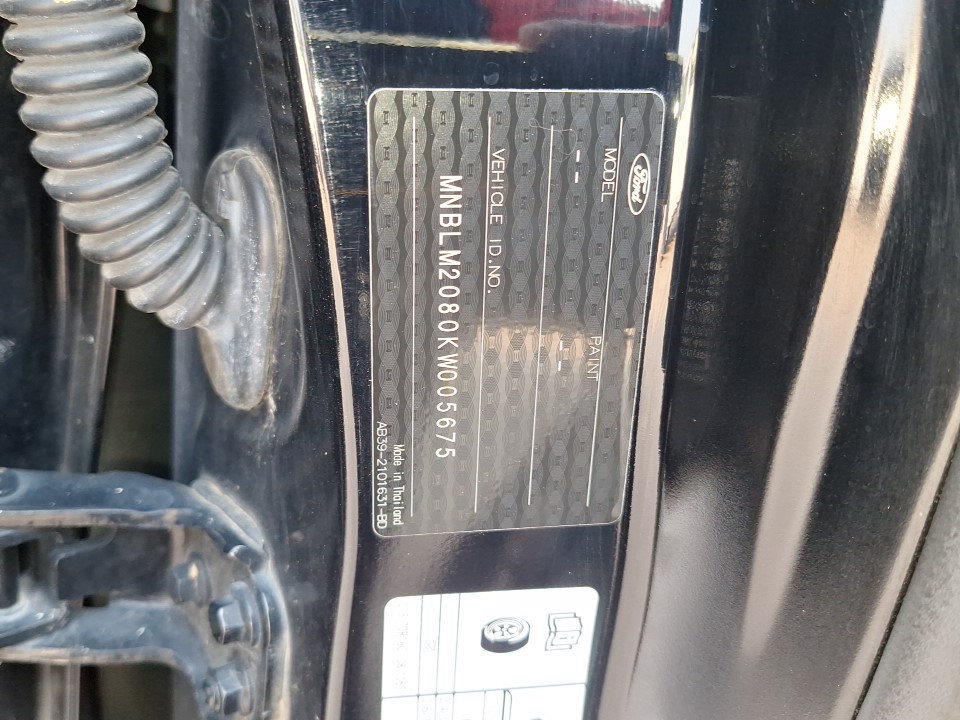 Ford
MODEL PAINT
-- --
VEHICLE ID.NO.
MNBLM2080KW005675
Made in Thailand
AB39-2101631-BD